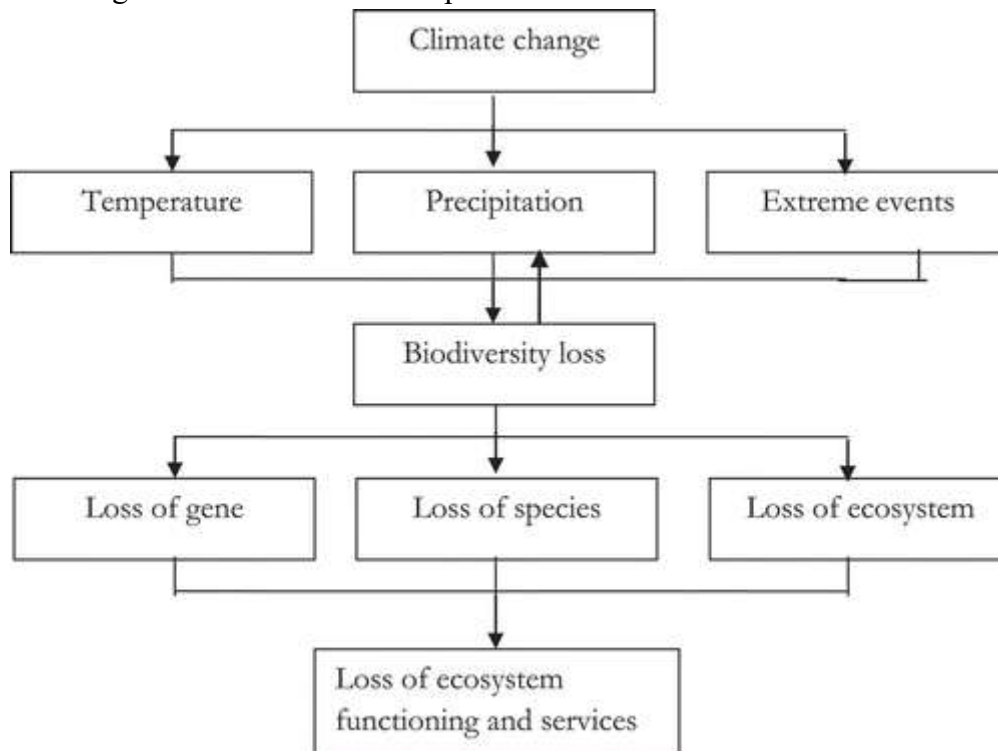 Climate change
Temperature
Precipitation
Extreme events
Biodiversity loss
Loss of gene
Loss of species
Loss of ecosystem
Loss of ecosystem
functioning and services